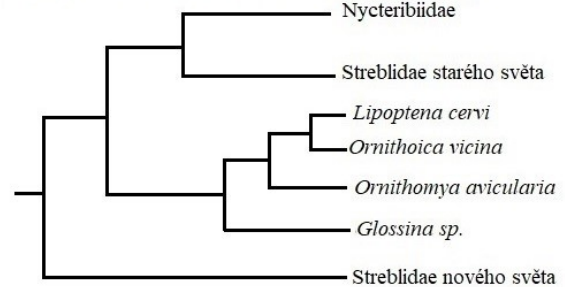 Nycteribiidae
Streblidae starého světa
Lipoptena cervi
Ornithoica vicina
Ornithomya avicularia
Glossina sp.
Streblidae nového světa